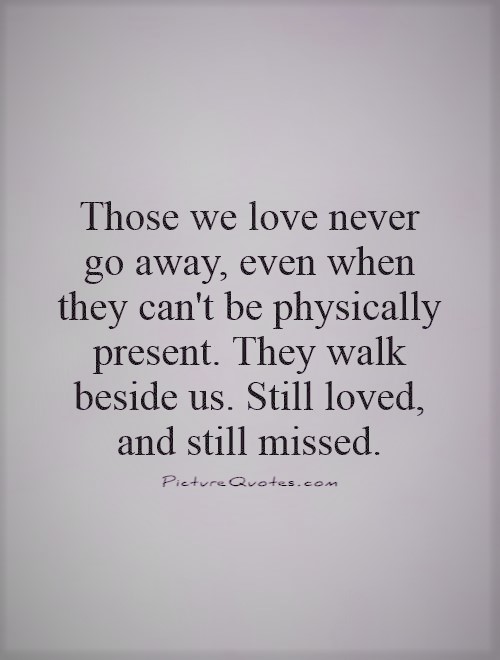 Those we love never
go away, even when
they can't be physically
present. They walk
beside us. Still loved,
and still missed.
PictureQuotes.com